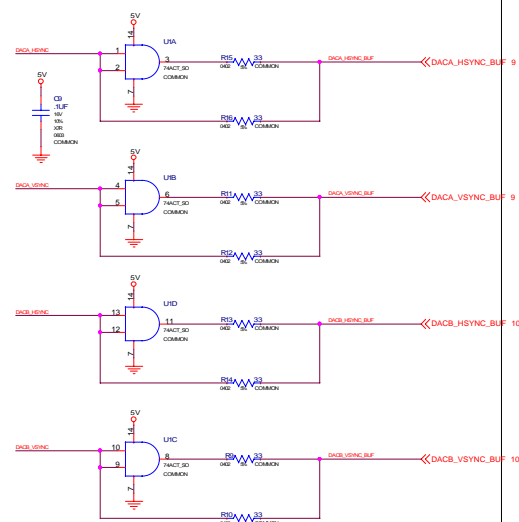 5V
14
U1A
DACA_HSYNC
1
2
3
74ACT_SO
COMMON
7
R15 33
0402 5% COMMON
DACA_HSYNC_BUF
DACA_HSYNC_BUF 9
R16 33
0402 5% COMMON
5V
C9
.1UF
16V
10%
X7R
0603
COMMON
5V
14
U1B
DACA_VSYNC
4
5
6
74ACT_SO
COMMON
7
R11 33
0402 5% COMMON
DACA_VSYNC_BUF
DACA_VSYNC_BUF 9
R12 33
0402 5% COMMON
5V
14
U1D
DACB_HSYNC
13
12
11
74ACT_SO
COMMON
7
R13 33
0402 5% COMMON
DACB_HSYNC_BUF
DACB_HSYNC_BUF 10
R14 33
0402 5% COMMON
5V
14
U1C
DACB_VSYNC
10
9
8
74ACT_SO
COMMON
7
R9 33
0402 5% COMMON
DACB_VSYNC_BUF
DACB_VSYNC_BUF 10
R10 33